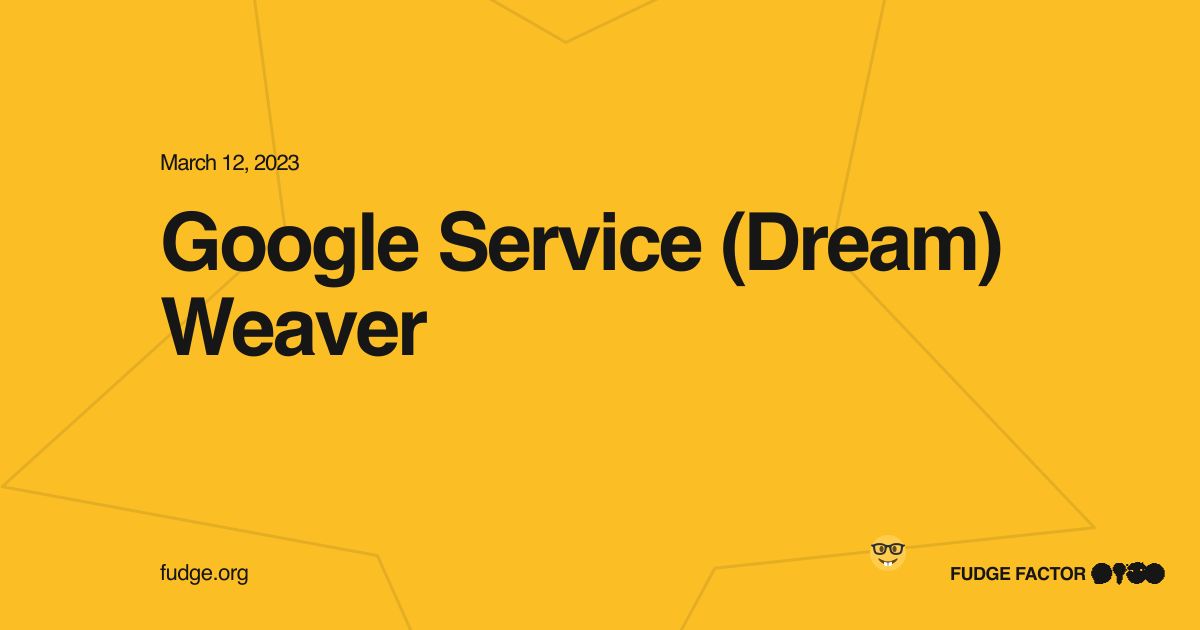 March 12, 2023
Google Service (Dream)
Weaver
fudge.org
FUDGE FACTOR